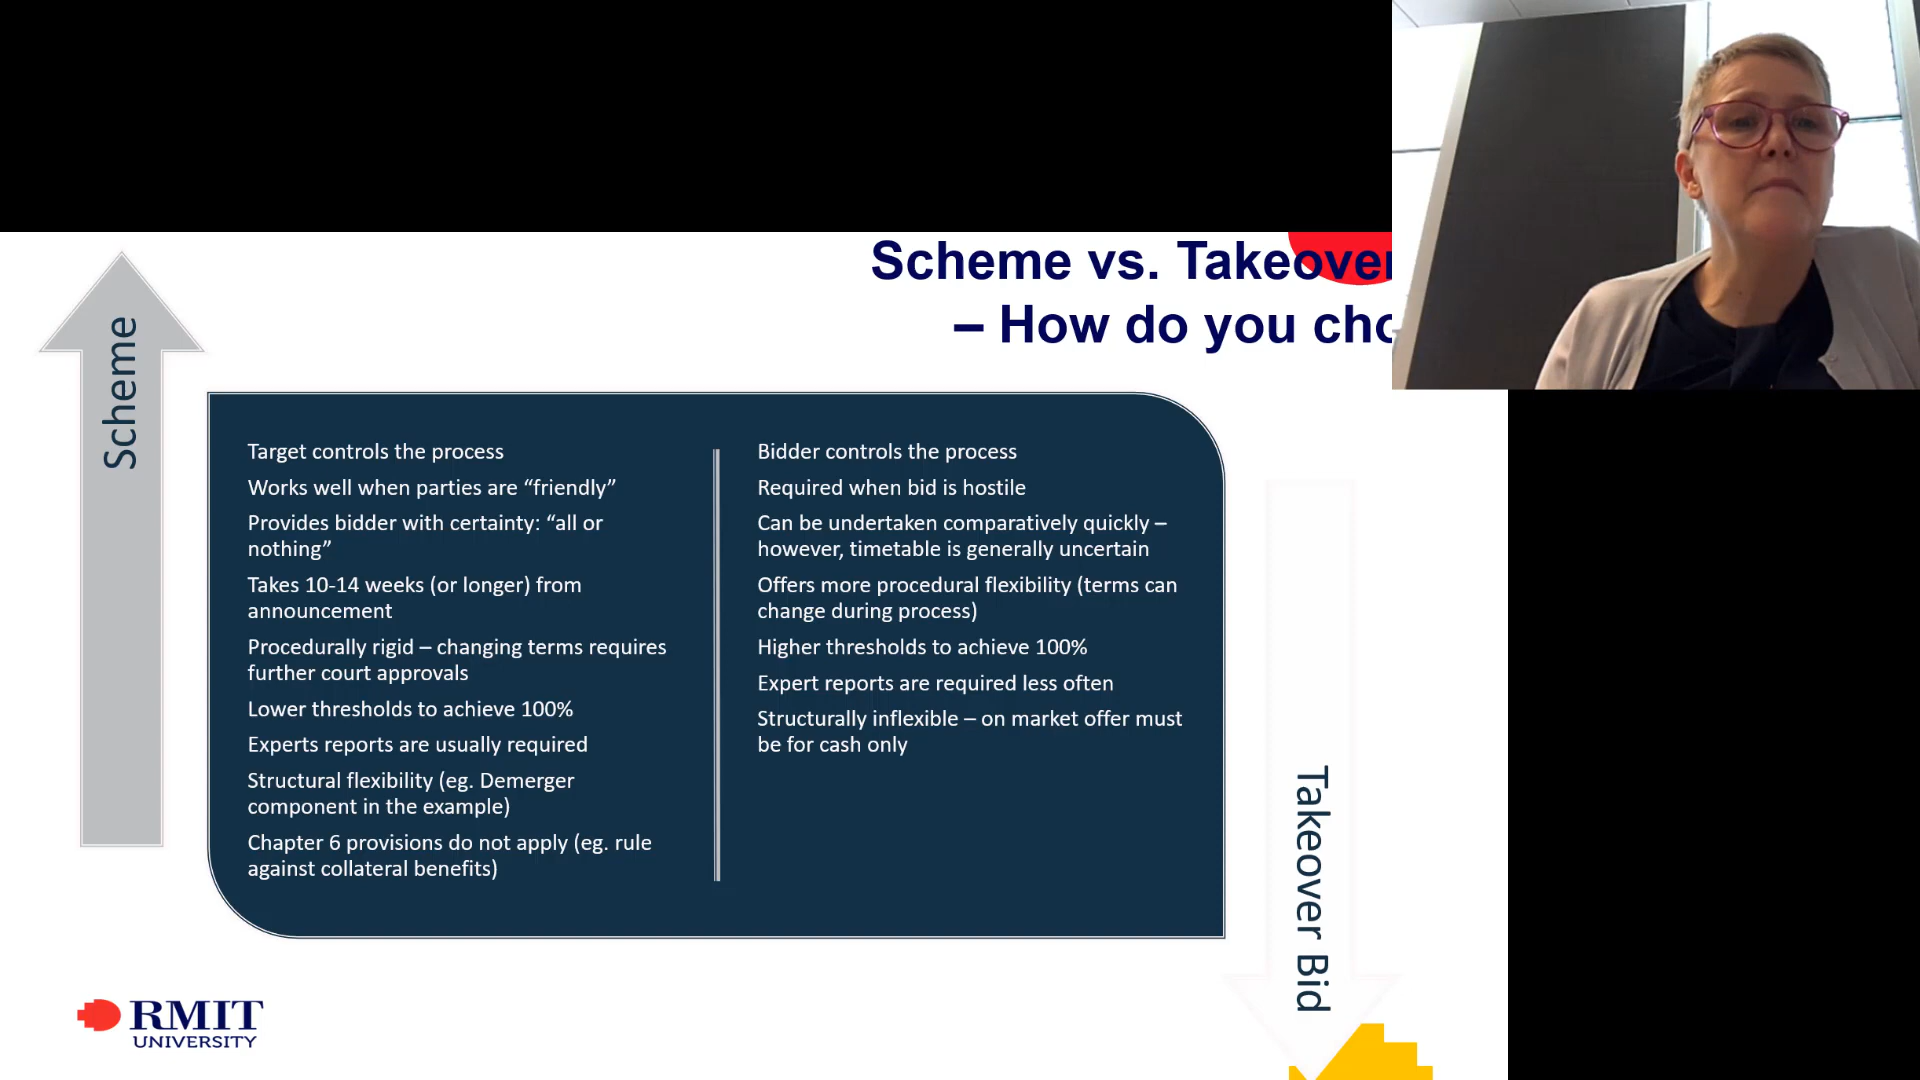 Scheme vs. Takeover
– How do you cho
Scheme
Target controls the process
Works well when parties are “friendly”
Provides bidder with certainty: “all or
nothing”
Takes 10-14 weeks (or longer) from
announcement
Procedurally rigid – changing terms requires
further court approvals
Lower thresholds to achieve 100%
Experts reports are usually required
Structural flexibility (eg. Demerger
component in the example)
Chapter 6 provisions do not apply (eg. rule
against collateral benefits)
Bidder controls the process
Required when bid is hostile
Can be undertaken comparatively quickly –
however, timetable is generally uncertain
Offers more procedural flexibility (terms can
change during process)
Higher thresholds to achieve 100%
Expert reports are required less often
Structurally inflexible – on market offer must
be for cash only
Takeover Bid
RMIT
UNIVERSITY